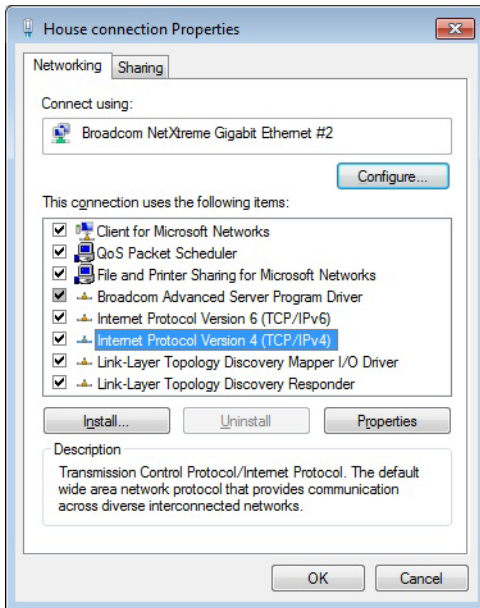 House connection Properties
Networking
Sharing
Connect using:
Broadcom NetXtreme Gigabit Ethernet #2
Configure...
This connection uses the following items:
Client for Microsoft Networks
QoS Packet Scheduler
File and Printer Sharing for Microsoft Networks
Broadcom Advanced Server Program Driver
Internet Protocol Version 6 (TCP/IPv6)
Internet Protocol Version 4 (TCP/IPv4)
Link-Layer Topology Discovery Mapper I/O Driver
Link-Layer Topology Discovery Responder
Install...
Uninstall
Properties
Description
Transmission Control Protocol/Internet Protocol. The default
wide area network protocol that provides communication
across diverse interconnected networks.
OK
Cancel